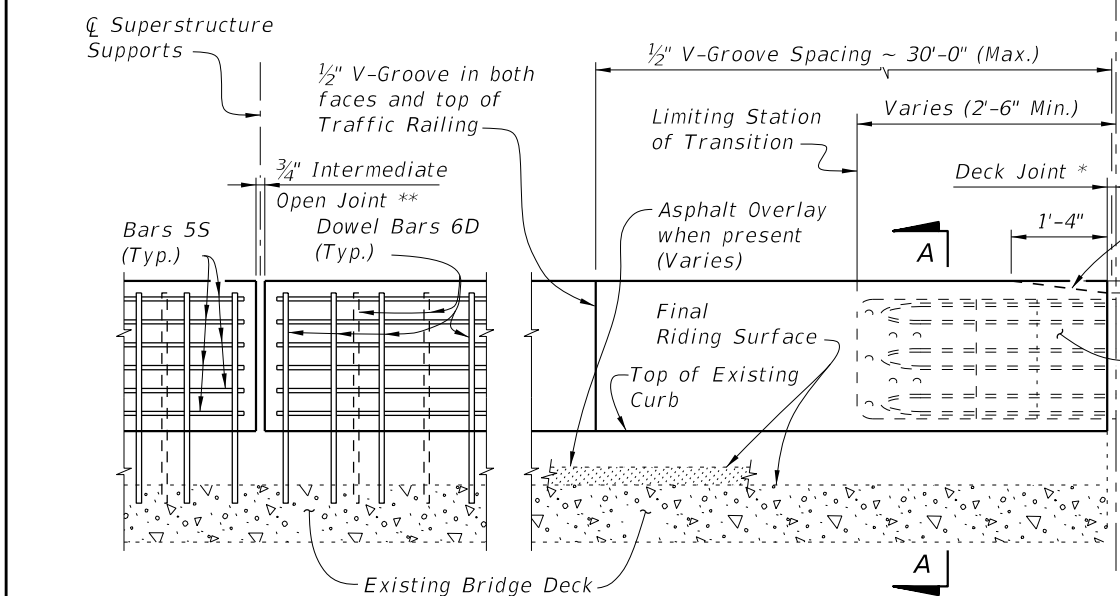 ℄ Superstructure
Supports
½" V-Groove in both
faces and top of
Traffic Railing
½" V-Groove Spacing ~ 30'-0" (Max.)
Limiting Station
of Transition
Varies (2'-6" Min.)
Deck Joint *
1'-4"
¾" Intermediate
Open Joint **
Bars 5S
(Typ.)
Dowel Bars 6D
(Typ.)
Asphalt Overlay
when present
(Varies)
A
Final
Riding Surface
Top of Existing
Curb
Existing Bridge Deck
A